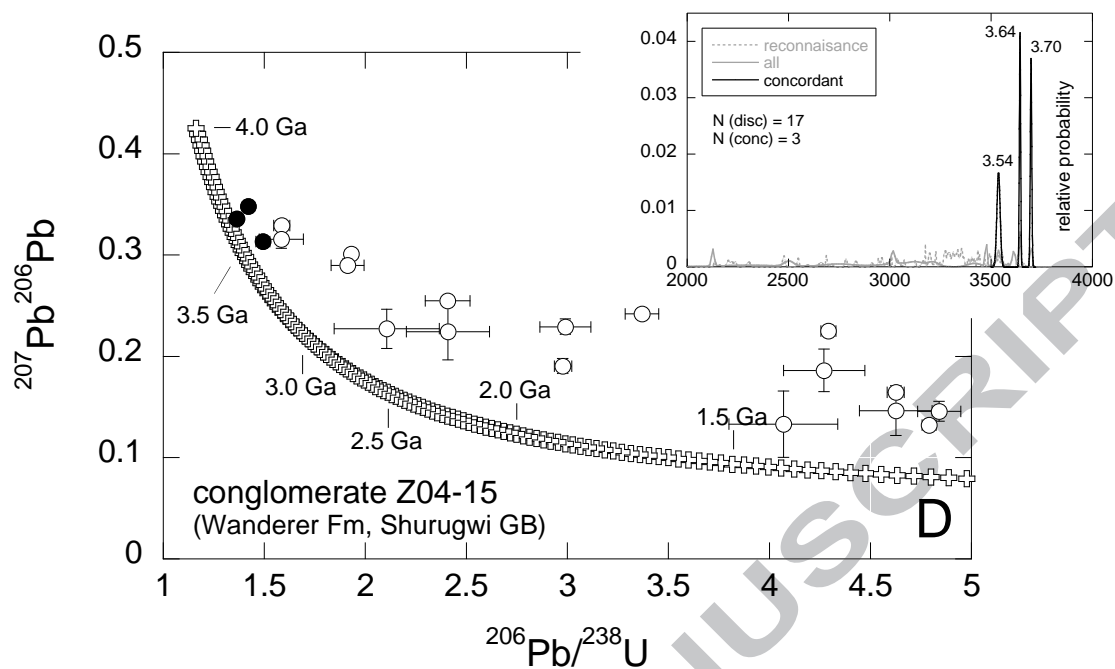 0.5
0.4
0.3
0.2
0.1
0
²⁰⁷Pb/²⁰⁶Pb
4.0 Ga
3.5 Ga
3.0 Ga
2.5 Ga
2.0 Ga
1.5 Ga
conglomerate Z04-15
(Wanderer Fm, Shurugwi GB)
D
1 1.5 2 2.5 3 3.5 4 4.5 5
²⁰⁶Pb/²³⁸U
0.04
0.03
0.02
0.01
0
reconnaisance
all
concordant
N (disc) = 17
N (conc) = 3
3.64
3.70
3.54
relative probability
2000 2500 3000 3500 4000
USCRIPT